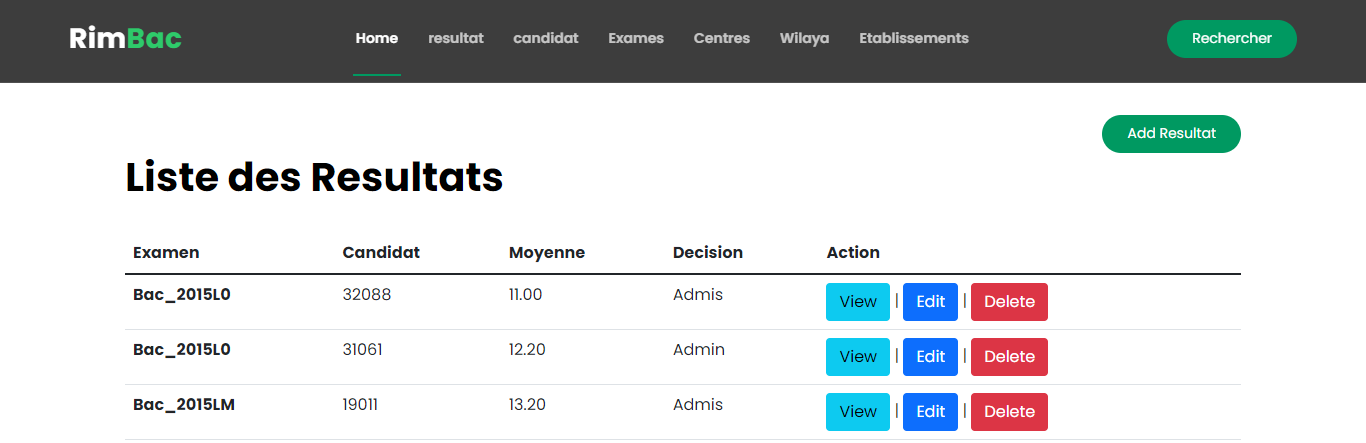 RimBac Home resultat candidat Exames Centres Wilaya Etablissements Rechercher
Add Resultat
Liste des Resultats
Examen Candidat Moyenne Decision Action
Bac_2015L0 32088 11.00 Admis View | Edit | Delete
Bac_2015L0 31061 12.20 Admin View | Edit | Delete
Bac_2015LM 19011 13.20 Admis View | Edit | Delete